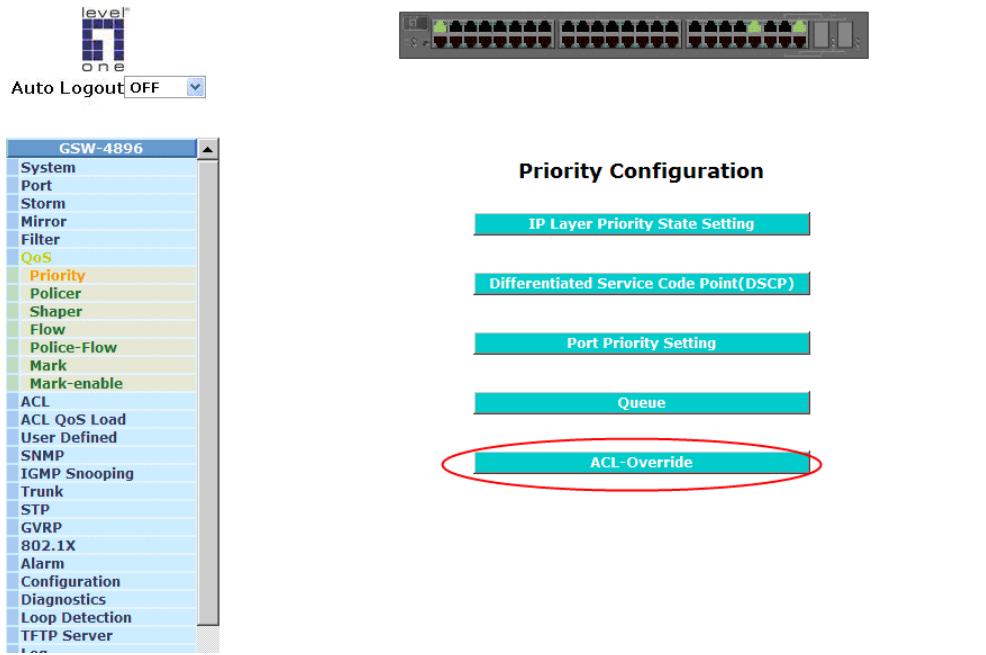 level
one
Auto Logout OFF
GSW-4896
System
Port
Storm
Mirror
Filter
QoS
Priority
Policer
Shaper
Flow
Police-Flow
Mark
Mark-enable
ACL
ACL QoS Load
User Defined
SNMP
IGMP Snooping
Trunk
STP
GVRP
802.1X
Alarm
Configuration
Diagnostics
Loop Detection
TFTP Server
Log
Priority Configuration
IP Layer Priority State Setting
Differentiated Service Code Point(DSCP)
Port Priority Setting
Queue
ACL-Override